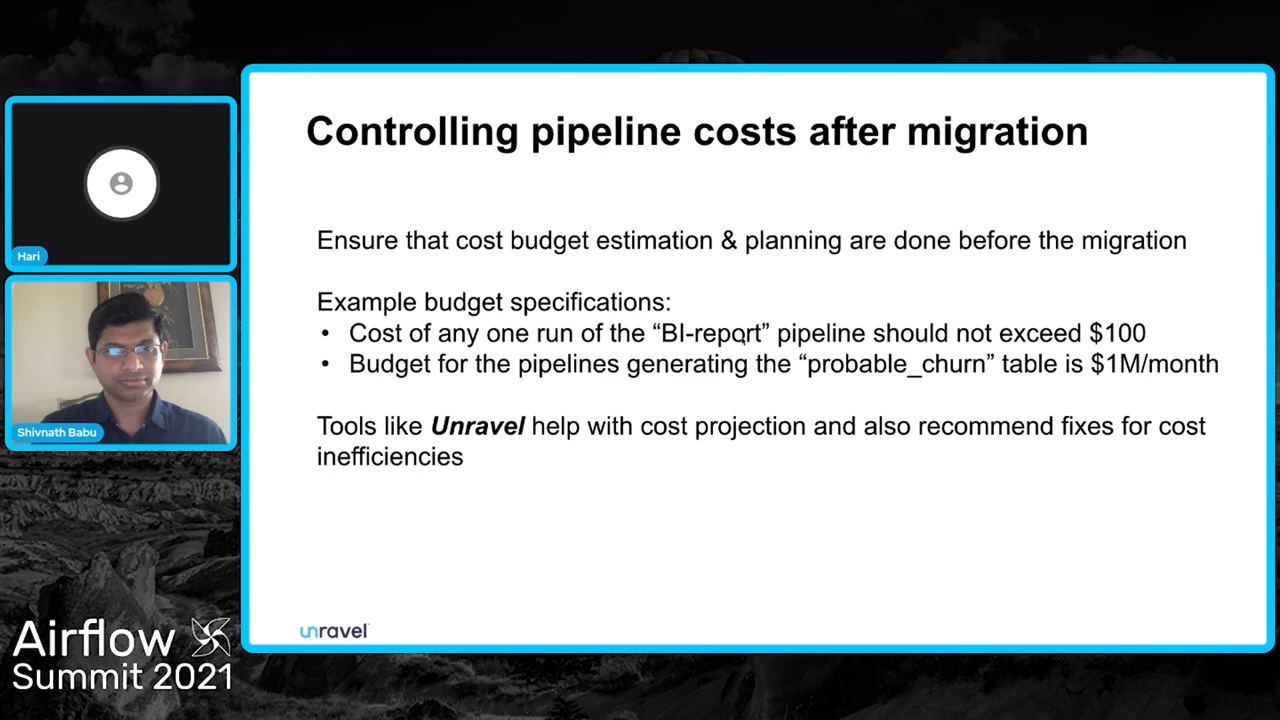 Controlling pipeline costs after migration
Ensure that cost budget estimation & planning are done before the migration
Example budget specifications:
• Cost of any one run of the “BI-report” pipeline should not exceed $100
• Budget for the pipelines generating the “probable_churn” table is $1M/month
Tools like Unravel help with cost projection and also recommend fixes for cost
inefficiencies
unravel
Hari
Shivnath Babu
Airflow
Summit 2021